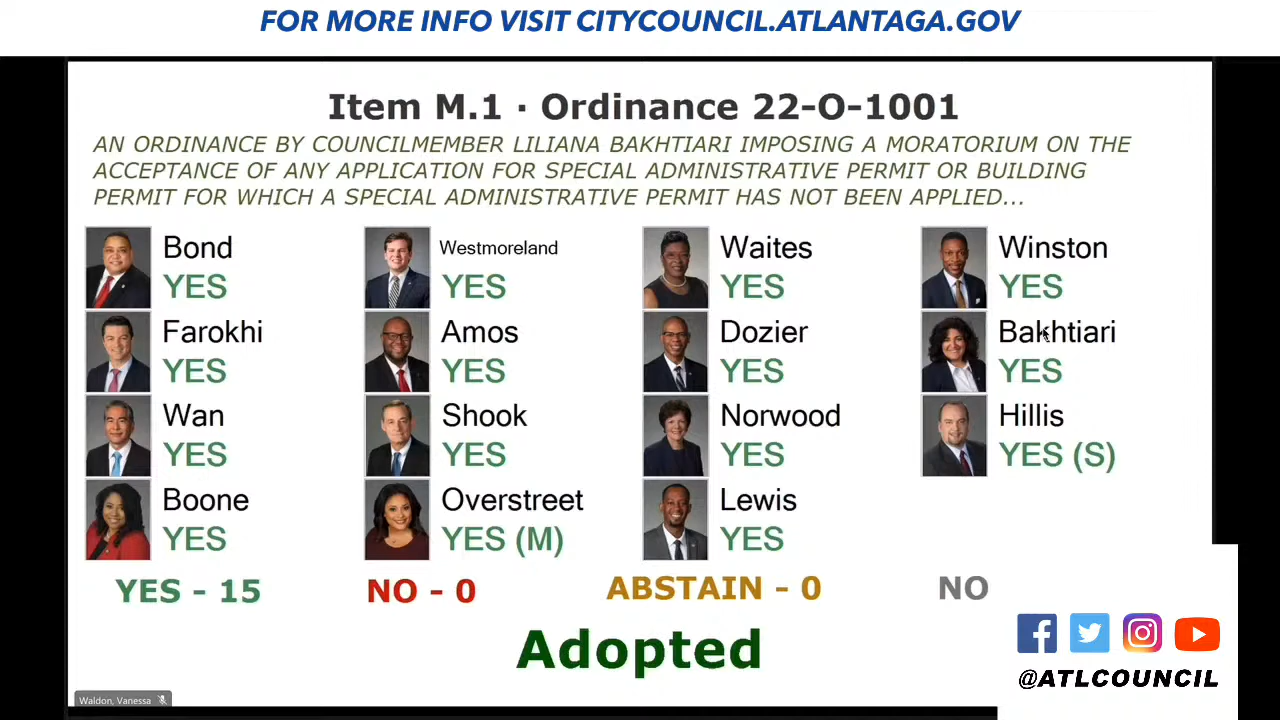 FOR MORE INFO VISIT CITYCOUNCIL.ATLANTAGA.GOV
Item M.1 · Ordinance 22-O-1001
AN ORDINANCE BY COUNCILMEMBER LILIANA BAKHTIARI IMPOSING A MORATORIUM ON THE
ACCEPTANCE OF ANY APPLICATION FOR SPECIAL ADMINISTRATIVE PERMIT OR BUILDING
PERMIT FOR WHICH A SPECIAL ADMINISTRATIVE PERMIT HAS NOT BEEN APPLIED...
Bond Westmoreland Waites Winston
YES YES YES YES
Farokhi Amos Dozier Bakhtiari
YES YES YES YES
Wan Shook Norwood Hillis
YES YES YES YES (S)
Boone Overstreet Lewis
YES YES (M) YES
YES - 15 NO - 0 ABSTAIN - 0 NO
Adopted
@ATLCOUNCIL
Waldon, Vanessa